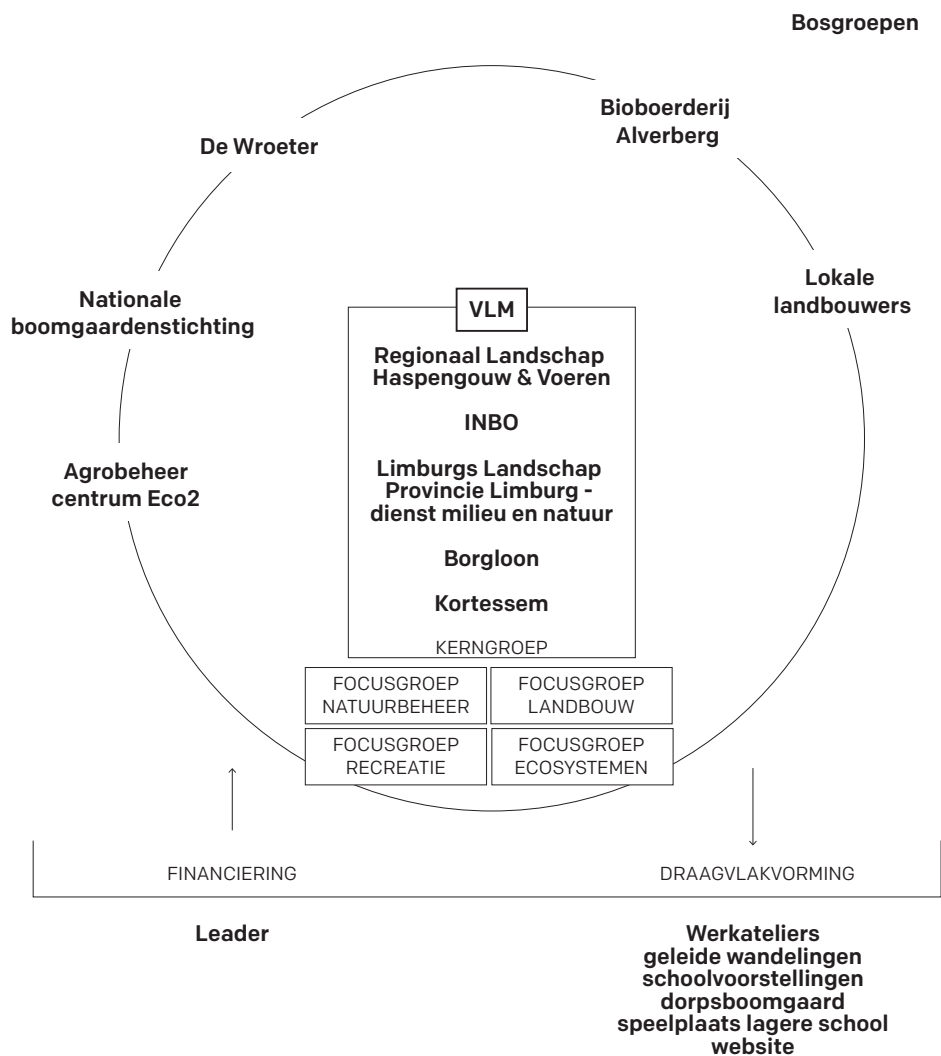 Bosgroepen
Bioboerderij
Alverberg
De Wroeter
Lokale
landbouwers
Nationale
boomgaardenstichting
VLM
Regionaal Landschap
Haspengouw & Voeren
INBO
Limburgs Landschap
Provincie Limburg -
dienst milieu en natuur
Borgloon
Kortessem
KERNGROEP
Agrobeheer
centrum Eco2
FOCUSGROEP
NATUURBEHEER
FOCUSGROEP
LANDBOUW
FOCUSGROEP
RECREATIE
FOCUSGROEP
ECOSYSTEMEN
FINANCIERING
DRAAGVLAKVORMING
Leader
Werkateliers
geleide wandelingen
schoolvoorstellingen
dorpsboomgaard
speelplaats lagere school
website